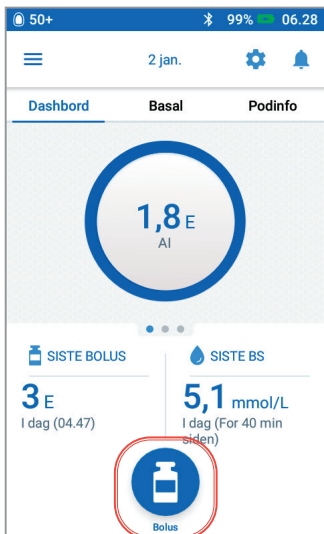 50+ 99% 06.28
2 jan.
Dashbord Basal Podinfo
1,8 E
AI
SISTE BOLUS
3 E
I dag (04.47)
SISTE BS
5,1 mmol/L
I dag (For 40 min
siden)
Bolus